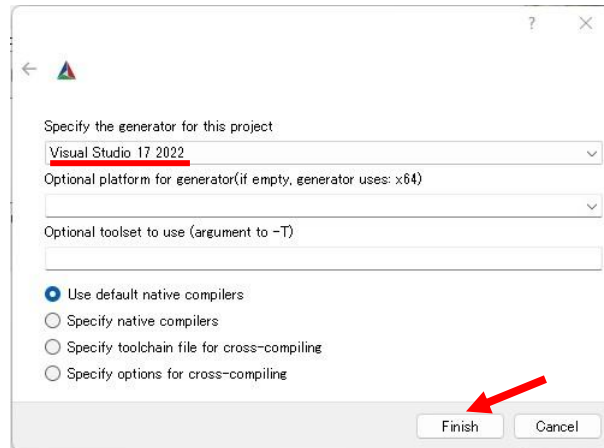 ?
Specify the generator for this project
Visual Studio 17 2022
Optional platform for generator(if empty, generator uses: x64)
Optional toolset to use (argument to -T)
Use default native compilers
Specify native compilers
Specify toolchain file for cross-compiling
Specify options for cross-compiling
Finish Cancel